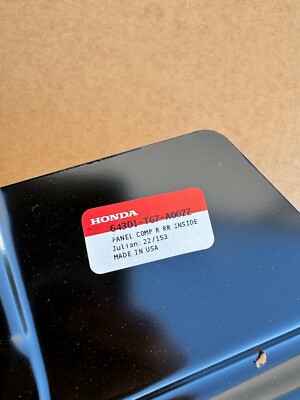 HONDA
64301-TG7-A00ZZ
PANEL COMP R RR INSIDE
Julian: 22/153
MADE IN USA